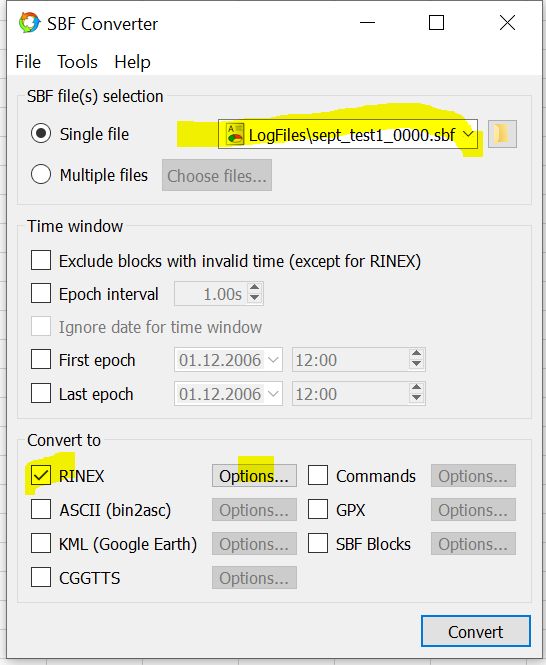 SBF Converter
File Tools Help
SBF file(s) selection
Single file LogFiles\sept_test1_0000.sbf
Multiple files Choose files...
Time window
Exclude blocks with invalid time (except for RINEX)
Epoch interval 1.00s
Ignore date for time window
First epoch 01.12.2006 12:00
Last epoch 01.12.2006 12:00
Convert to
RINEX Options... Commands Options...
ASCII (bin2asc) Options... GPX Options...
KML (Google Earth) Options... SBF Blocks Options...
CGGTTS Options...
Convert